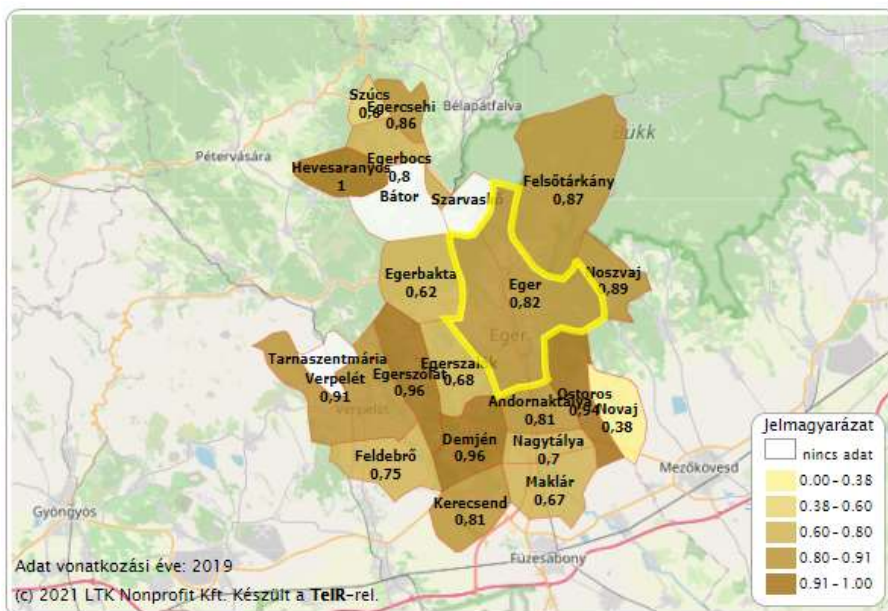 Szúcs
0,6
Egercsehi
0,86
Bélapátfalva
Bükk
Pétervására
Egerbocs
0,8
Hevesaranyos
1
Bátor
Szarvaskő
Felsőtárkány
0,87
Egerbakta
0,62
Eger
0,82
Noszvaj
0,89
Eger
Tarnaszentmária
Verpelét
0,91
Verpelét
Egerszólát
0,96
Egerszalók
0,68
Andornaktálya
0,81
Ostoros
0,94
Novaj
0,38
Feldebrő
0,75
Demjén
0,96
Nagytálya
0,7
Maklár
0,67
Kerecsend
0,81
Mezőkövesd
Gyöngyös
Füzesabony
Jelmagyarázat
nincs adat
0.00 - 0.38
0.38 - 0.60
0.60 - 0.80
0.80 - 0.91
0.91 - 1.00
Adat vonatkozási éve: 2019
(c) 2021 LTK Nonprofit Kft. Készült a TeIR-rel.